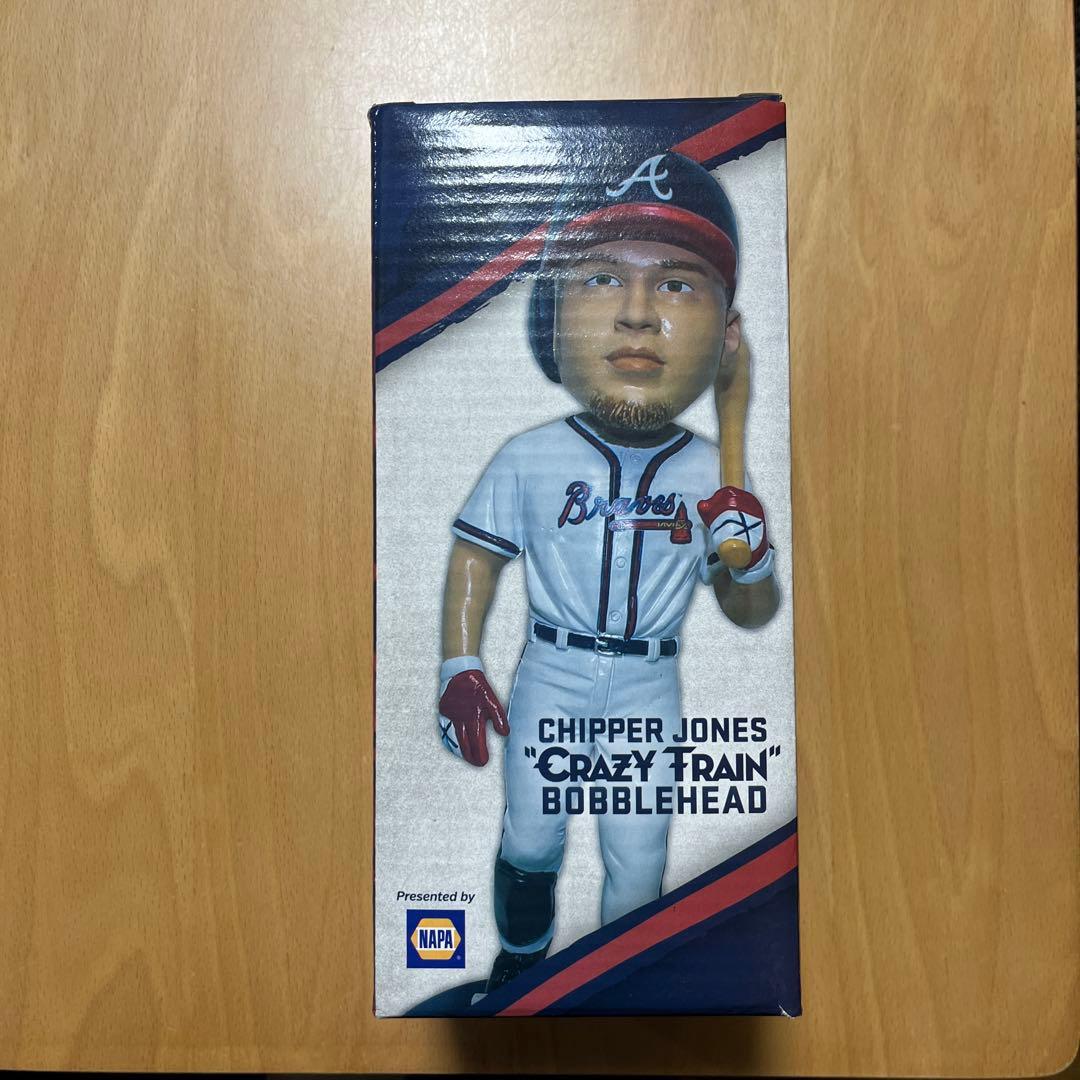 A
Braves
CHIPPER JONES
"CRAZY TRAIN"
BOBBLEHEAD
Presented by
NAPA